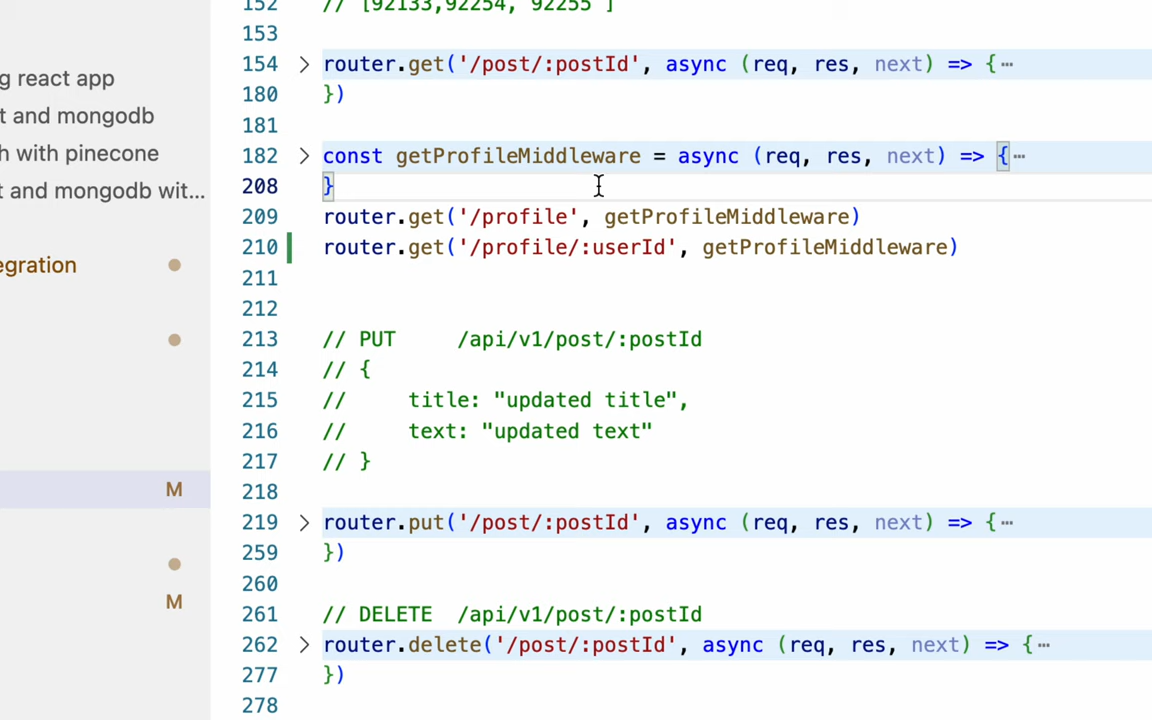 152 // [92133,92254, 92255 ]
153
g react app
154 > router.get('/post/:postId', async (req, res, next) => {⋯
180 })
t and mongodb
181
h with pinecone
182 > const getProfileMiddleware = async (req, res, next) => {⋯
t and mongodb wit...
208 }
209 router.get('/profile', getProfileMiddleware)
210 router.get('/profile/:userId', getProfileMiddleware)
egration
211
212
213 // PUT     /api/v1/post/:postId
214 // {
215 //     title: "updated title",
216 //     text: "updated text"
217 // }
M
218
219 > router.put('/post/:postId', async (req, res, next) => {⋯
259 })
260
M
261 // DELETE  /api/v1/post/:postId
262 > router.delete('/post/:postId', async (req, res, next) => {⋯
277 })
278